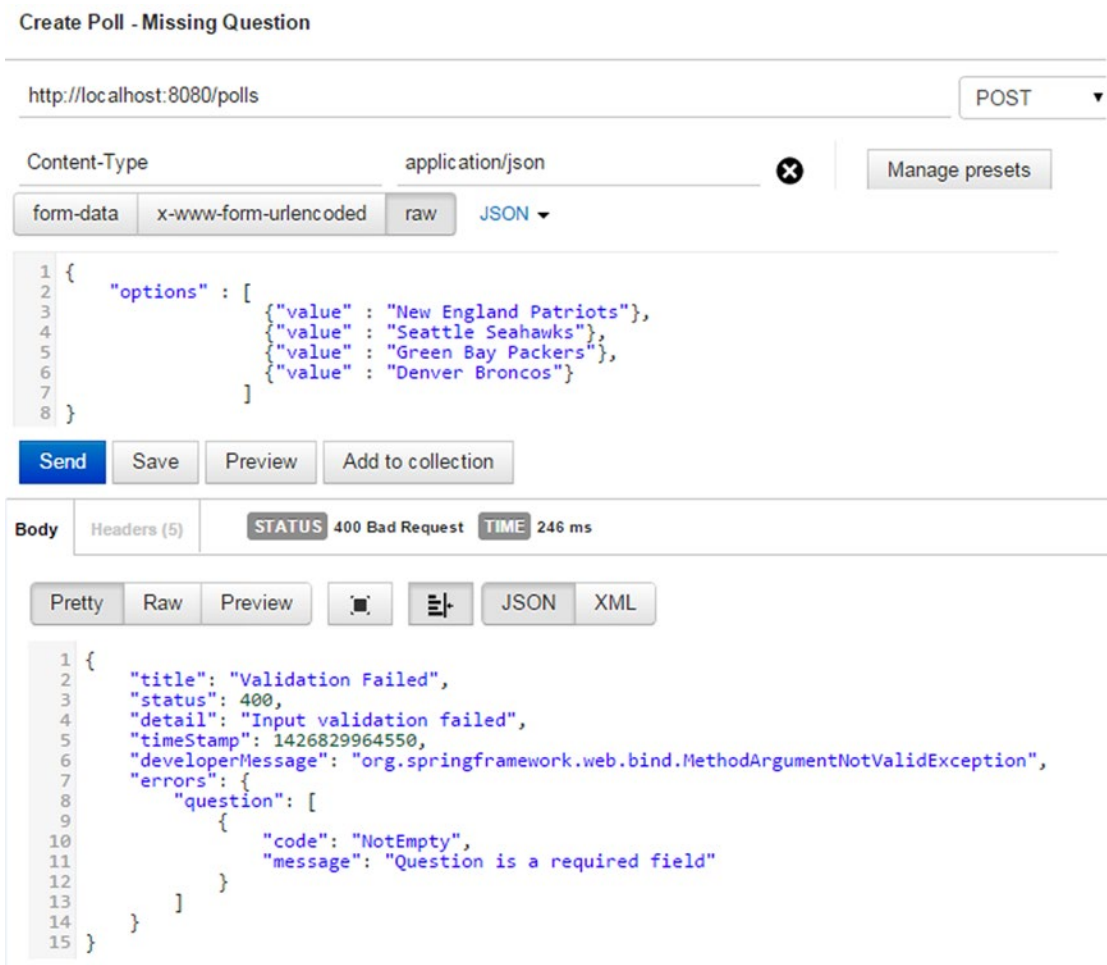 Create Poll - Missing Question
http://localhost:8080/polls POST
Content-Type application/json Manage presets
form-data x-www-form-urlencoded raw JSON
1 {
2 "options" : [
3 {"value" : "New England Patriots"},
4 {"value" : "Seattle Seahawks"},
5 {"value" : "Green Bay Packers"},
6 {"value" : "Denver Broncos"}
7 ]
8 }
Send Save Preview Add to collection
Body Headers (5) STATUS 400 Bad Request TIME 246 ms
Pretty Raw Preview JSON XML
1 {
2 "title": "Validation Failed",
3 "status": 400,
4 "detail": "Input validation failed",
5 "timeStamp": 1426829964550,
6 "developerMessage": "org.springframework.web.bind.MethodArgumentNotValidException",
7 "errors": {
8 "question": [
9 {
10 "code": "NotEmpty",
11 "message": "Question is a required field"
12 }
13 ]
14 }
15 }